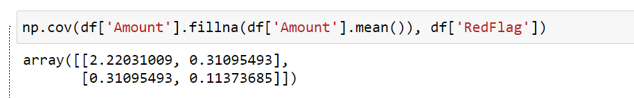 np.cov(df['Amount'].fillna(df['Amount'].mean()), df['RedFlag'])
array([[2.22031009, 0.31095493],
       [0.31095493, 0.11373685]])